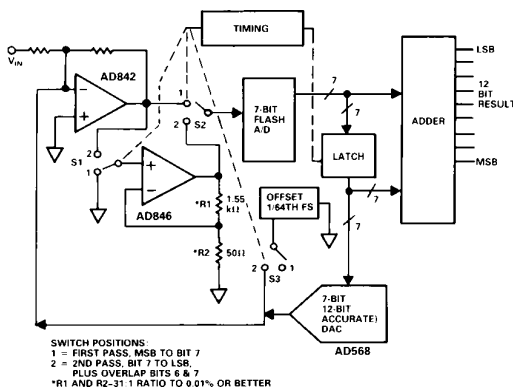 TIMING
VIN
AD842
1
2
S2
7-BIT
FLASH
A/D
7
7
LSB
12
BIT
RESULT
MSB
ADDER
LATCH
7
7
2
S1
1
AD846
*R1
1.55
kΩ
*R2
50Ω
OFFSET
1/64TH FS
2
1
S3
7-BIT
12-BIT
ACCURATE)
DAC
AD568
SWITCH POSITIONS:
1 = FIRST PASS, MSB TO BIT 7
2 = 2ND PASS, BIT 7 TO LSB,
PLUS OVERLAP BITS 6 & 7
*R1 AND R2-31:1 RATIO TO 0.01% OR BETTER